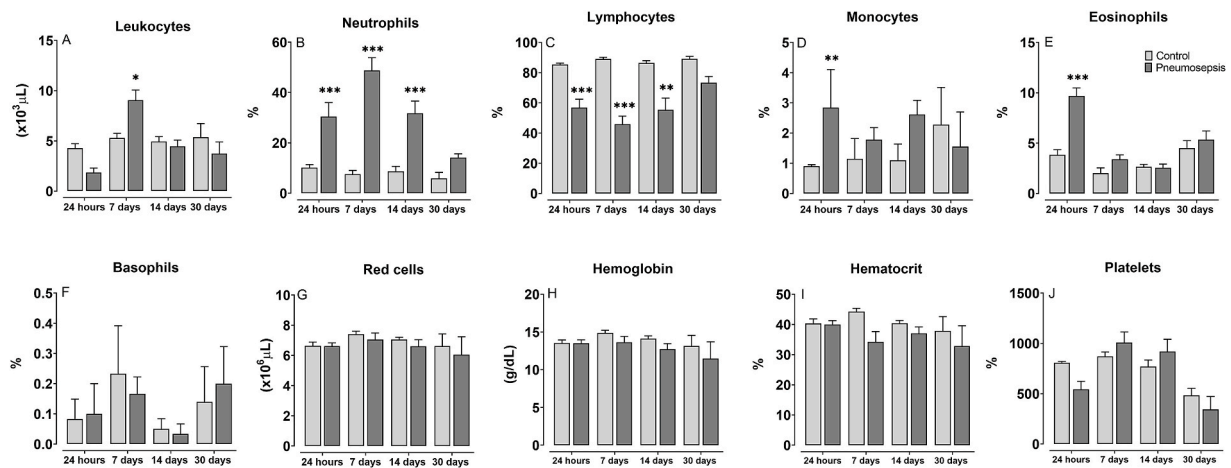 Leukocytes
A
15
10
5
0
(x10³µL)
*
24 hours 7 days 14 days 30 days
Neutrophils
B
60
40
20
0
%
*** *** ***
24 hours 7 days 14 days 30 days
Lymphocytes
C
100
80
60
40
20
0
%
*** *** **
24 hours 7 days 14 days 30 days
Monocytes
D
5
4
3
2
1
0
%
**
24 hours 7 days 14 days 30 days
Eosinophils
E
15
10
5
0
%
***
Control
Pneumosepsis
24 hours 7 days 14 days 30 days
Basophils
F
0.5
0.4
0.3
0.2
0.1
0.0
%
24 hours 7 days 14 days 30 days
Red cells
G
10
8
6
4
2
0
(x10⁶µL)
24 hours 7 days 14 days 30 days
Hemoglobin
H
20
15
10
5
0
(g/dL)
24 hours 7 days 14 days 30 days
Hematocrit
I
50
40
30
20
10
0
%
24 hours 7 days 14 days 30 days
Platelets
J
1500
1000
500
0
%
24 hours 7 days 14 days 30 days